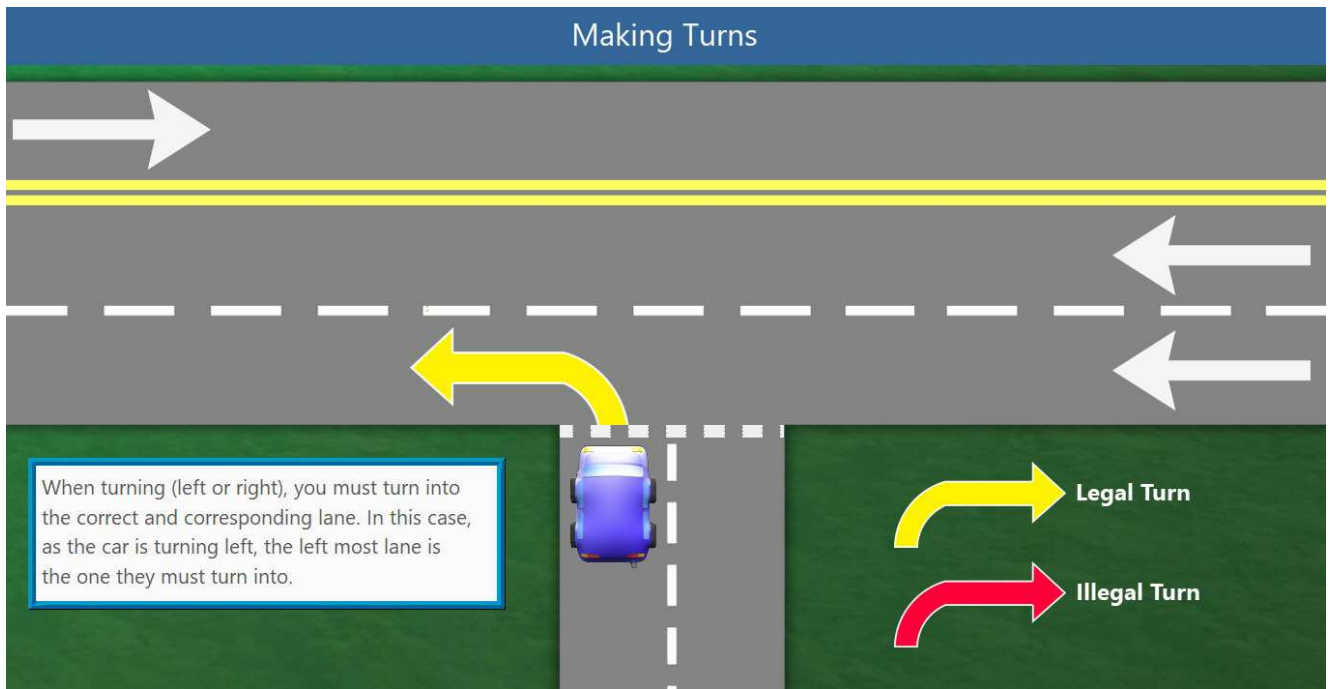 Making Turns
When turning (left or right), you must turn into
the correct and corresponding lane. In this case,
as the car is turning left, the left most lane is
the one they must turn into.
Legal Turn
Illegal Turn